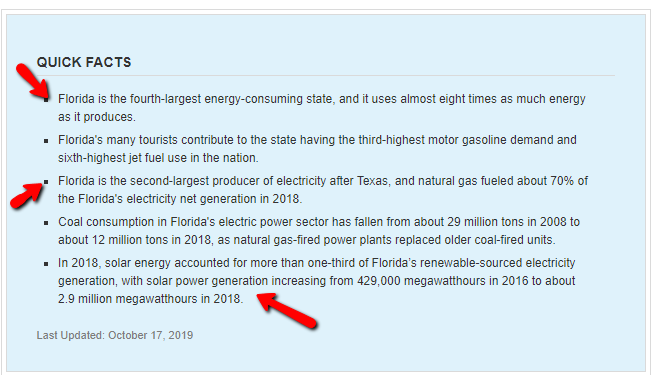 QUICK FACTS
Florida is the fourth-largest energy-consuming state, and it uses almost eight times as much energy
as it produces.
Florida's many tourists contribute to the state having the third-highest motor gasoline demand and
sixth-highest jet fuel use in the nation.
Florida is the second-largest producer of electricity after Texas, and natural gas fueled about 70% of
the Florida's electricity net generation in 2018.
Coal consumption in Florida's electric power sector has fallen from about 29 million tons in 2008 to
about 12 million tons in 2018, as natural gas-fired power plants replaced older coal-fired units.
In 2018, solar energy accounted for more than one-third of Florida’s renewable-sourced electricity
generation, with solar power generation increasing from 429,000 megawatthours in 2016 to about
2.9 million megawatthours in 2018.
Last Updated: October 17, 2019